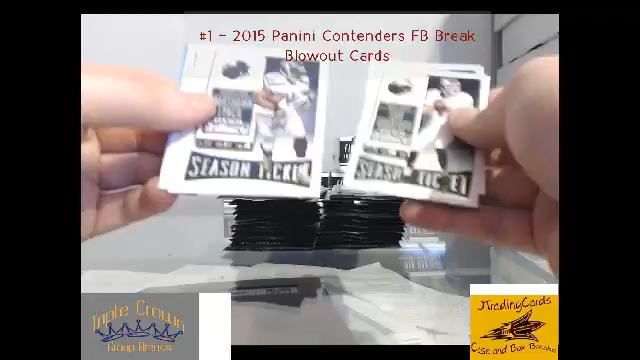 #1 - 2015 Panini Contenders FB Break
Blowout Cards
SEASON TICKET
SEASON TICKET
Triple Crown
Group Breaks
JTradingCards
Case and Box Breaks